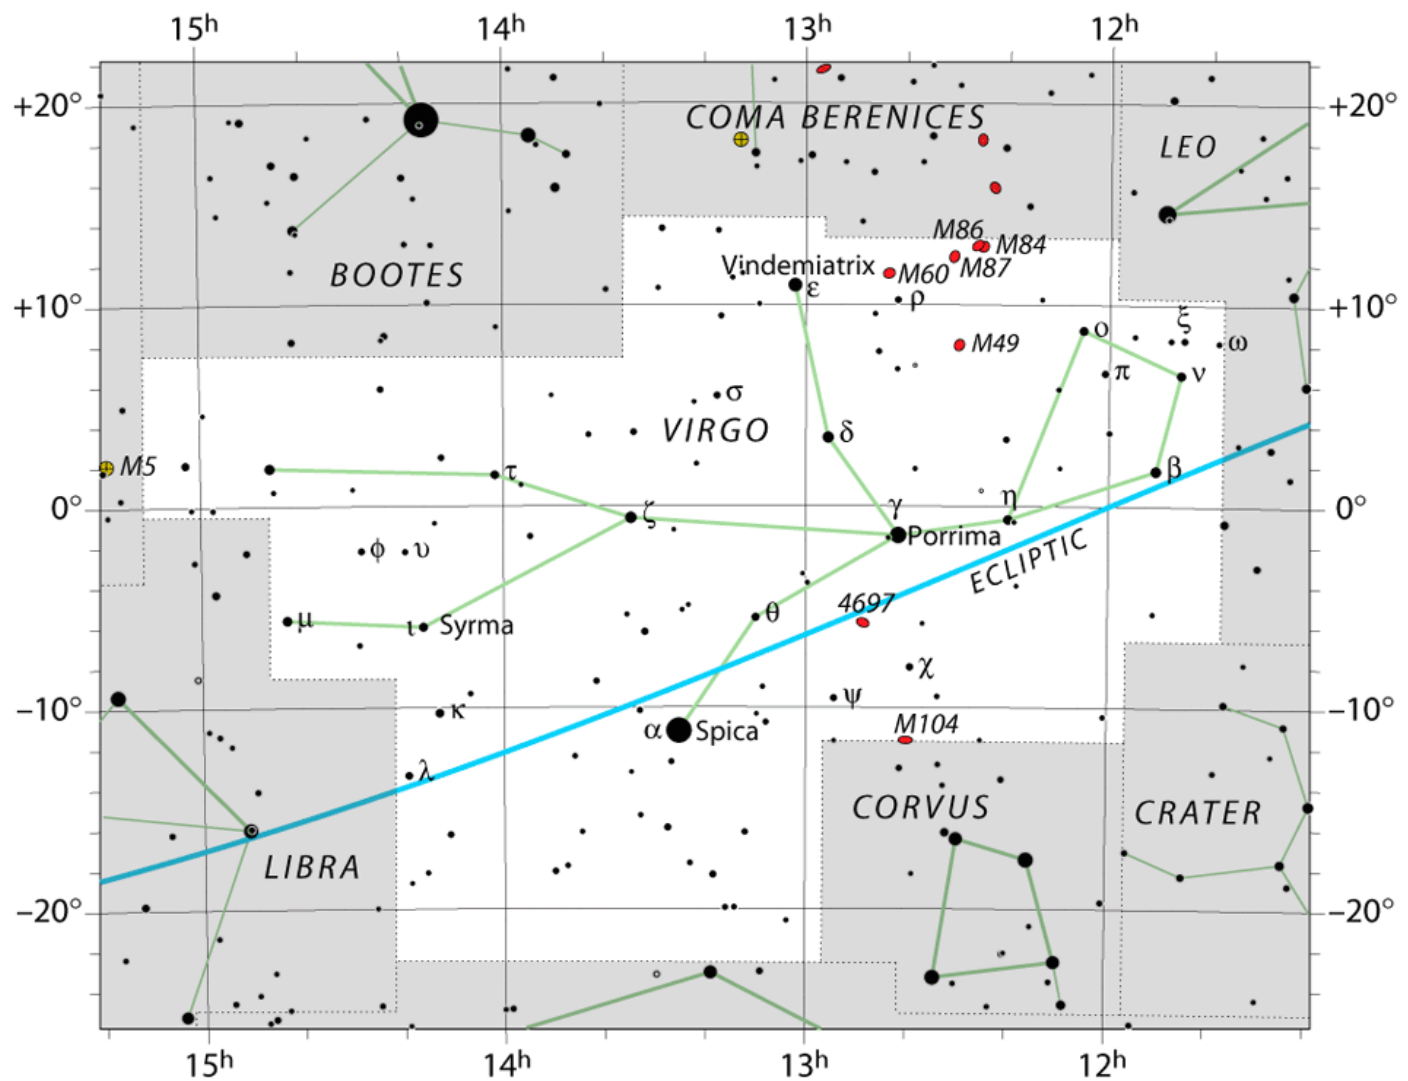 15h 14h 13h 12h
+20° COMA BERENICES +20°
LEO
M86 M84
Vindemiatrix M87
BOOTES ε M60 ρ
+10° +10°
ο ξ
M49 ω
π ν
σ
VIRGO δ
M5 τ β
0° ζ γ η 0°
Porrima
φ υ ECLIPTIC
4697
μ ι Syrma θ
χ
ψ
−10° κ −10°
α Spica M104
λ
CORVUS CRATER
LIBRA
−20° −20°
15h 14h 13h 12h